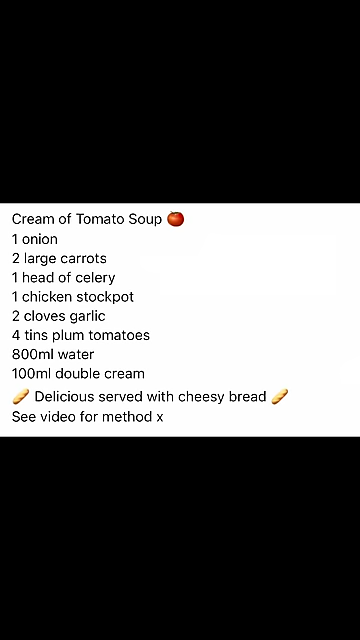 Cream of Tomato Soup 🍅
1 onion
2 large carrots
1 head of celery
1 chicken stockpot
2 cloves garlic
4 tins plum tomatoes
800ml water
100ml double cream
🥖 Delicious served with cheesy bread 🥖
See video for method x